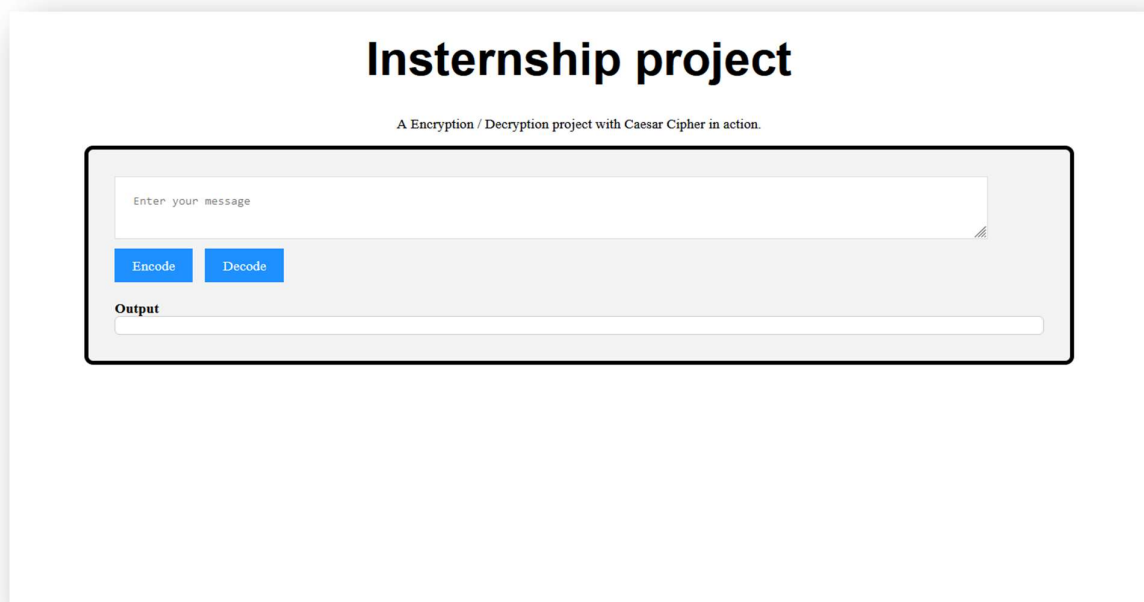 Insternship project
A Encryption / Decryption project with Caesar Cipher in action.
Enter your message
Encode Decode
Output